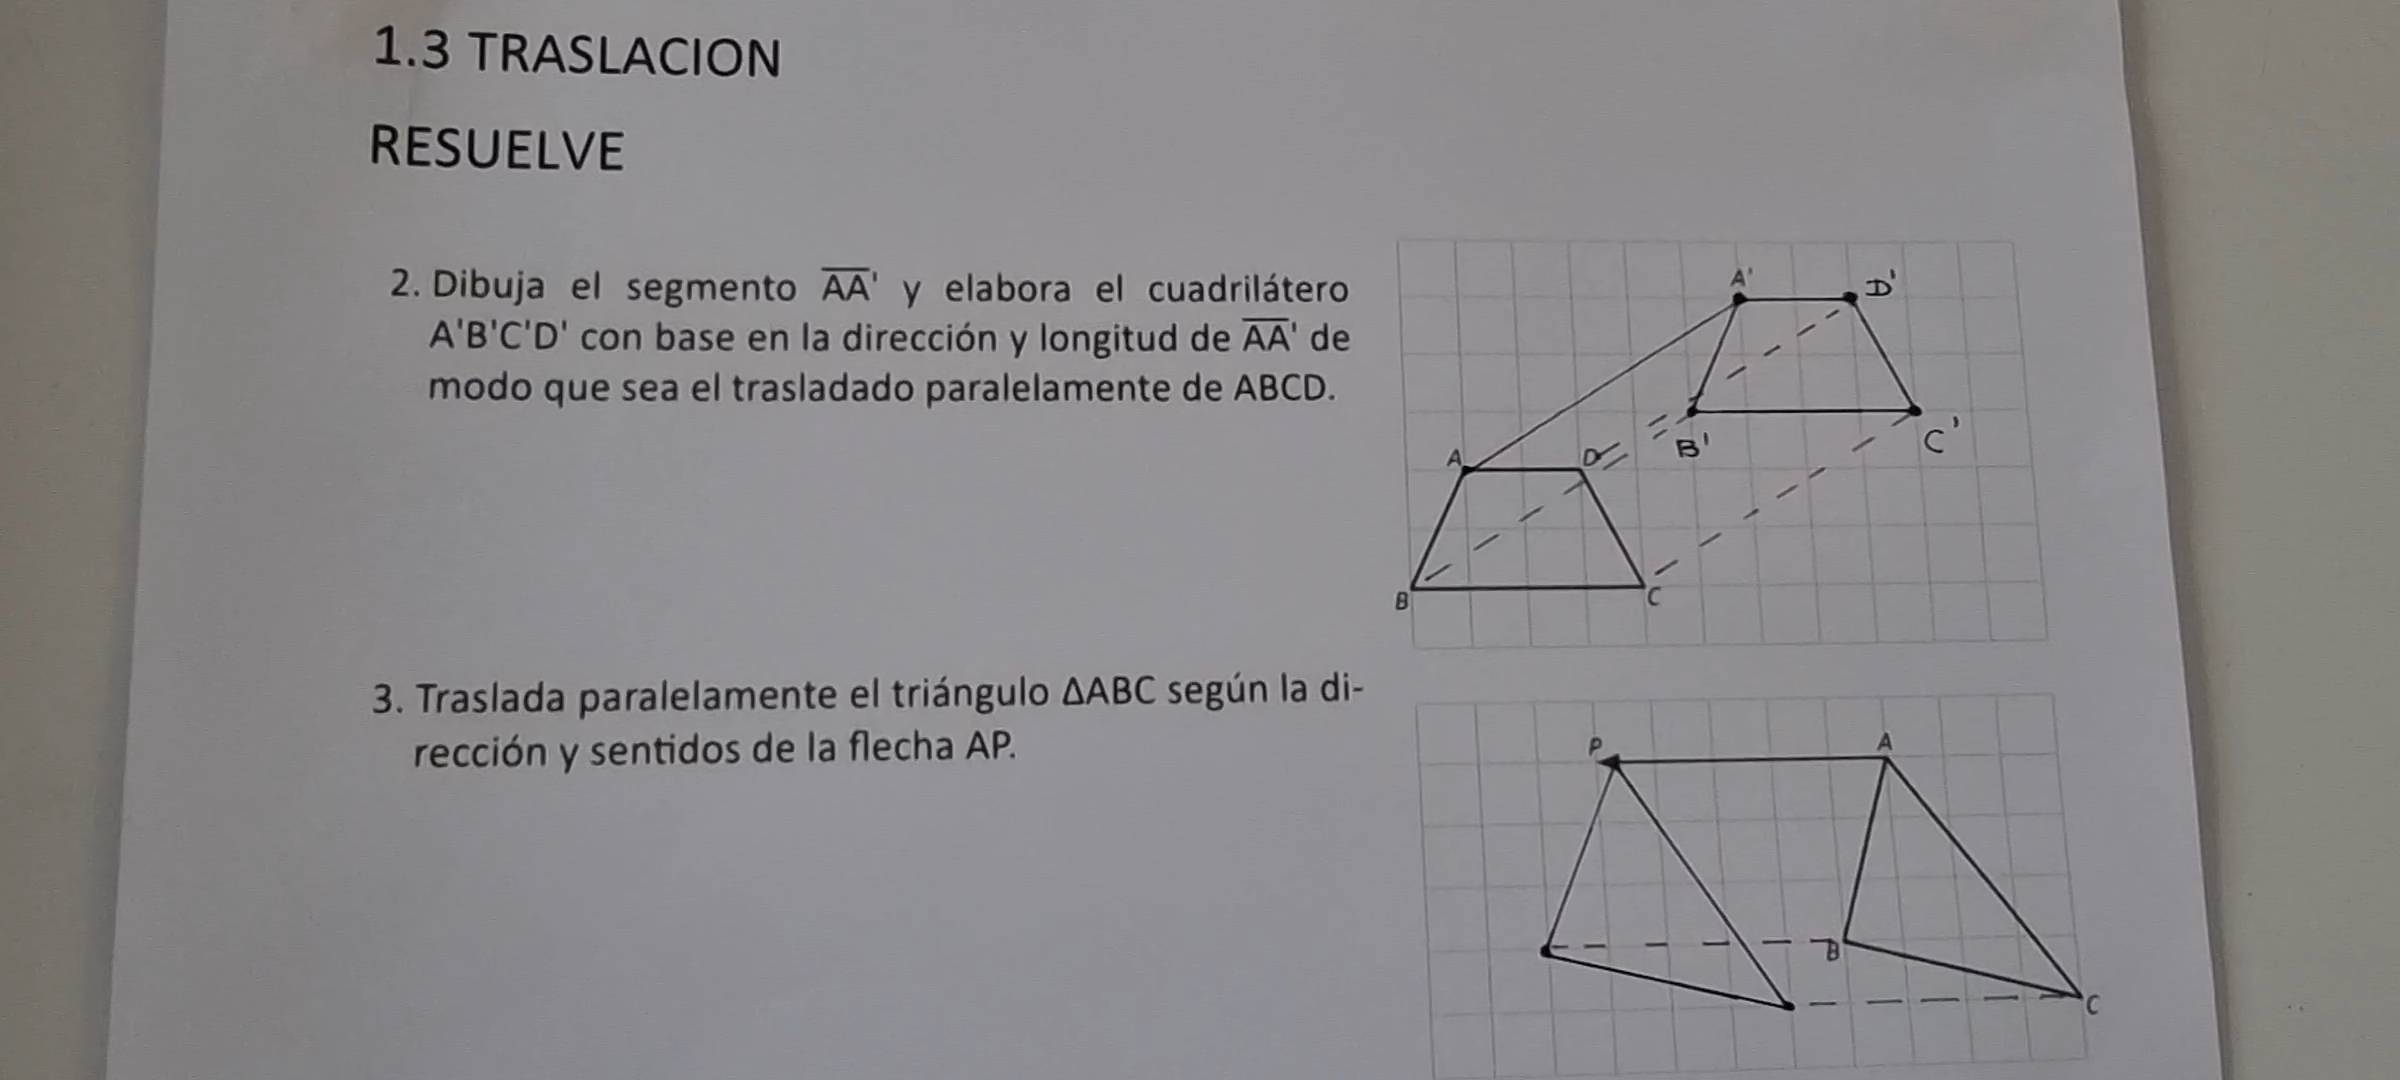 1.3 TRASLACION
RESUELVE
2. Dibuja el segmento A̅A̅' y elabora el cuadrilátero
A'B'C'D' con base en la dirección y longitud de A̅A̅' de
modo que sea el trasladado paralelamente de ABCD.
A'
D'
A
D
B'
C'
B
C
3. Traslada paralelamente el triángulo ΔABC según la di-
rección y sentidos de la flecha AP.
P
A
B
C